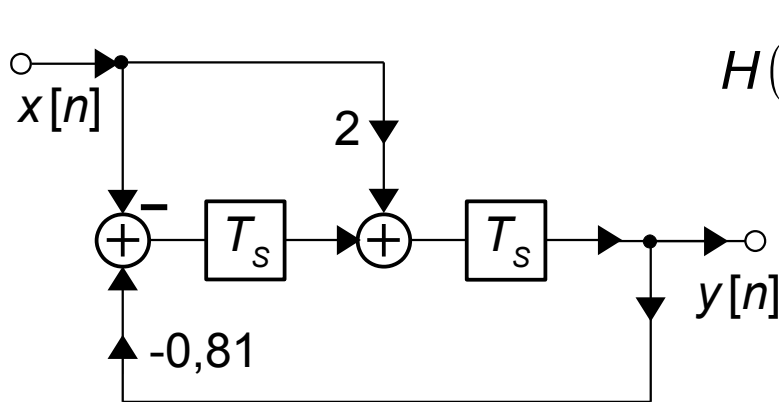 H(
x[n]
2
−
+
T_S
+
T_S
y[n]
-0,81